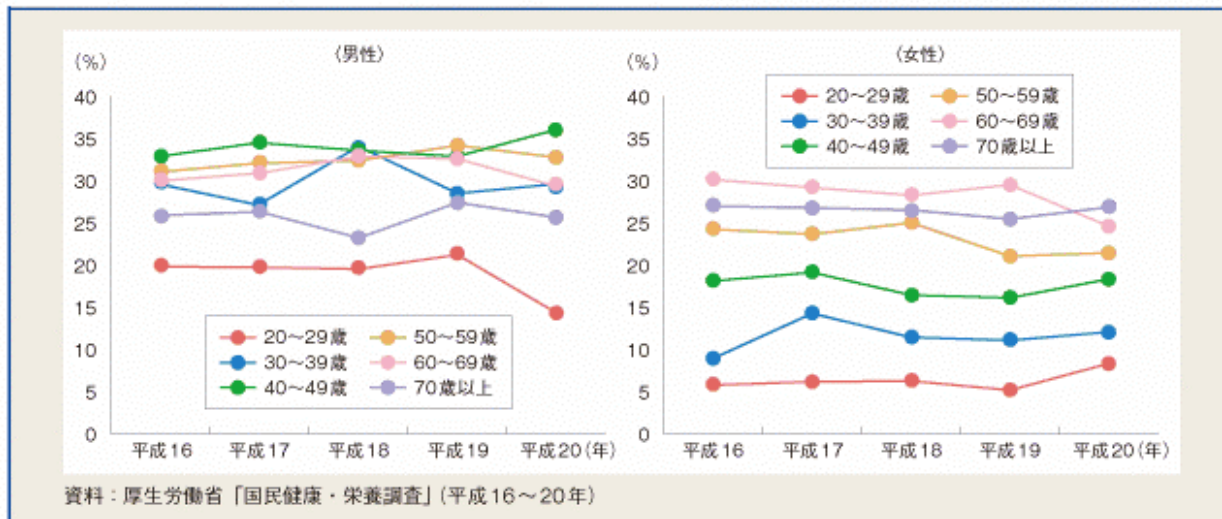 〈男性〉
(%)
40
35
30
25
20
15
10
5
0
20〜29歳 50〜59歳
30〜39歳 60〜69歳
40〜49歳 70歳以上
平成16 平成17 平成18 平成19 平成20(年)
〈女性〉
(%)
20〜29歳 50〜59歳
30〜39歳 60〜69歳
40〜49歳 70歳以上
40
35
30
25
20
15
10
5
0
平成16 平成17 平成18 平成19 平成20(年)
資料：厚生労働省「国民健康・栄養調査」(平成16〜20年)